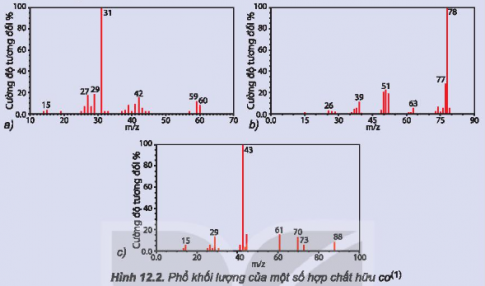 100
80
60
40
20
0
Cường độ tương đối %
31
15
27
29
42
59
60
10 20 30 40 50 60 70
m/z
a)
100
80
60
40
20
0
Cường độ tương đối %
78
77
51
39
26
63
0.0 15 30 45 60 75 90
m/z
b)
100
80
60
40
20
0
Cường độ tương đối %
43
15
29
61
70
73
88
0.0 20 40 60 80 100
m/z
c)
Hình 12.2. Phổ khối lượng của một số hợp chất hữu cơ(1)